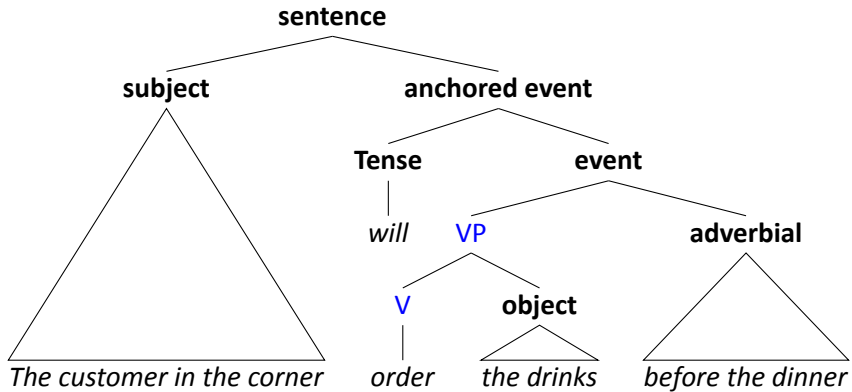 sentence
subject anchored event
Tense event
will VP adverbial
V object
The customer in the corner order the drinks before the dinner